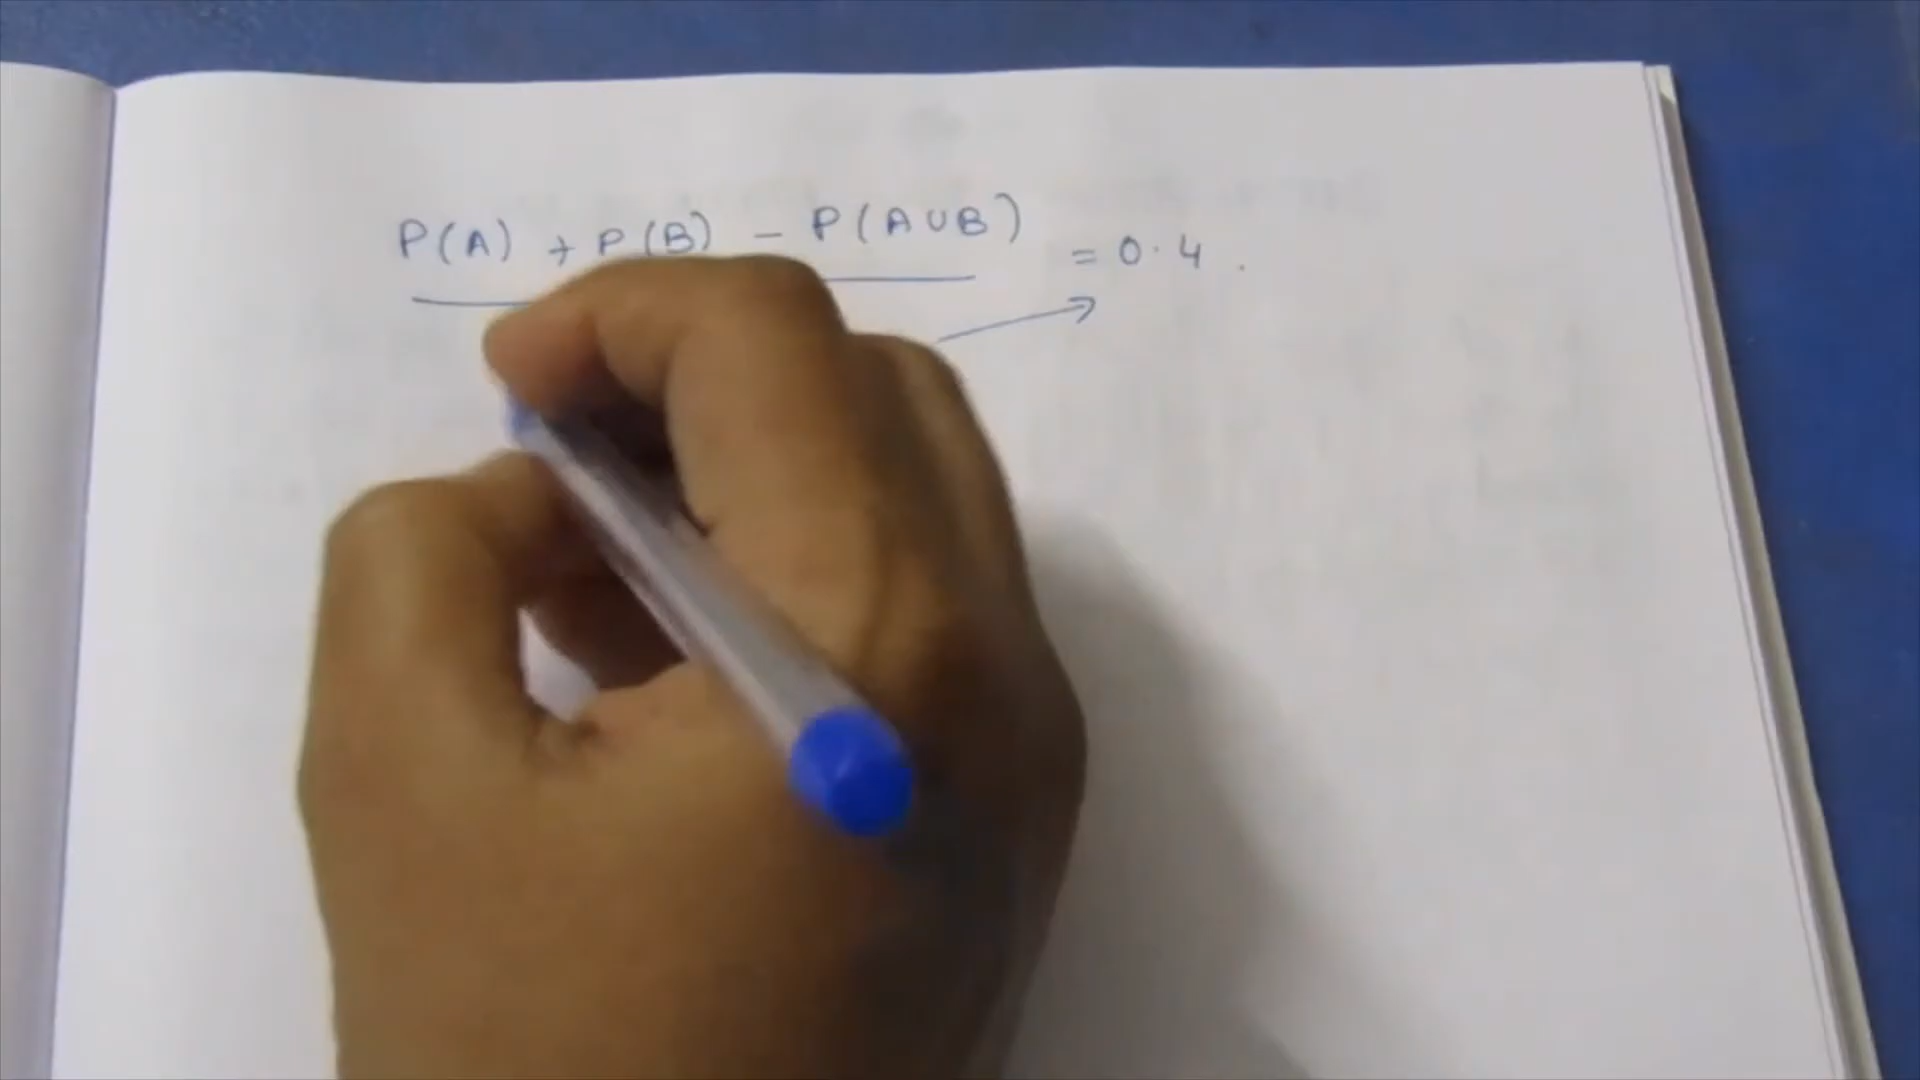 P(A) + P(B) - P(A∪B) = 0.4 .